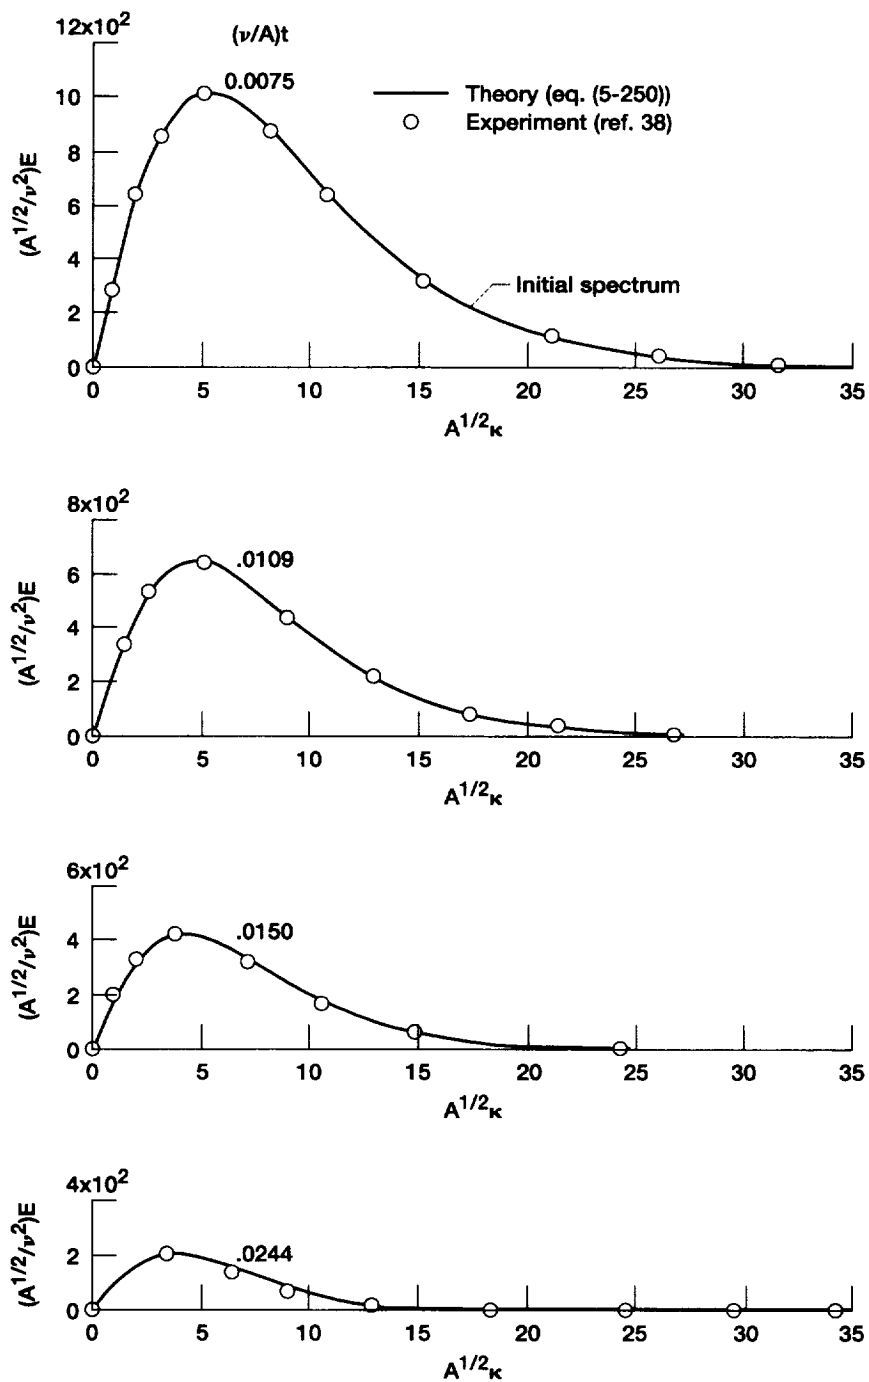 12x10²
(ν/A)t
0.0075
Theory (eq. (5-250))
Experiment (ref. 38)
10
8
6
4
2
0
(A^1/2/ν²)E
Initial spectrum
0 5 10 15 20 25 30 35
A^1/2κ
8x10²
.0109
6
4
2
0
(A^1/2/ν²)E
0 5 10 15 20 25 30 35
A^1/2κ
6x10²
.0150
4
2
0
(A^1/2/ν²)E
0 5 10 15 20 25 30 35
A^1/2κ
4x10²
.0244
2
0
(A^1/2/ν²)E
0 5 10 15 20 25 30 35
A^1/2κ